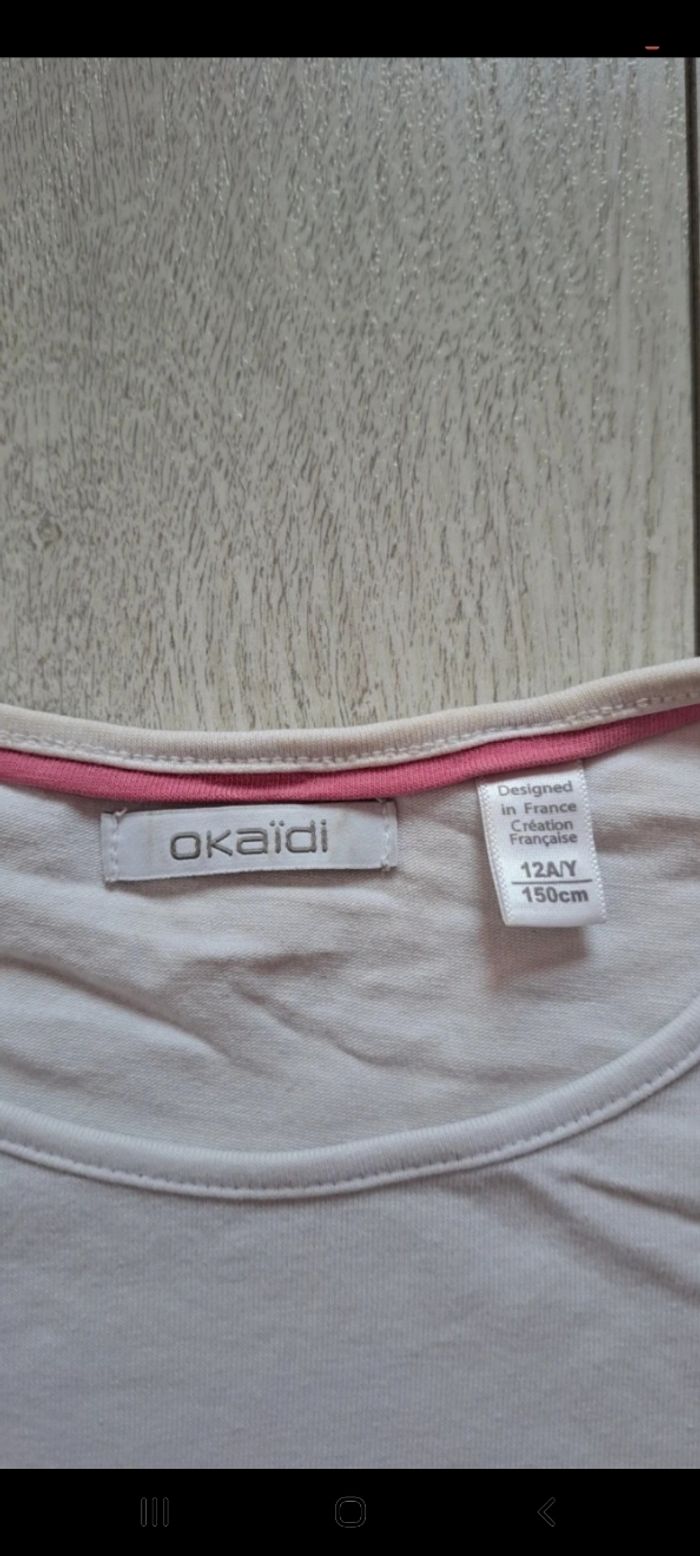 okaïdi
Designed
in France
Création
Française
12A/Y
150cm